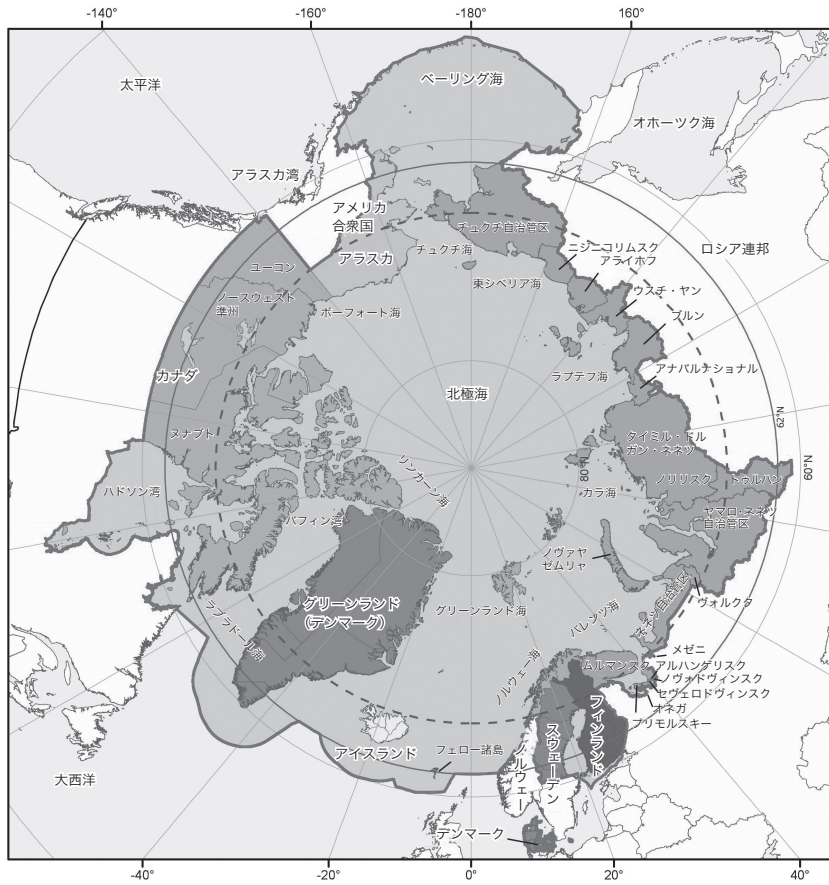 -140°
-160°
-180°
160°
太平洋
ベーリング海
オホーツク海
アラスカ湾
アメリカ
合衆国
チュクチ自治管区
アラスカ
チュクチ海
ニジニコリムスク
アライホフ
ロシア連邦
ユーコン
東シベリア海
ウスチ・ヤン
ノースウェスト
準州
ボーフォート海
ブルン
アナバルナショナル
ラプテフ海
カナダ
北極海
62°N
タイミル・ドル
ガン・ネネツ
ヌナブト
リンカーン海
80°N
60°N
ノリリスク
トゥルハン
ハドソン湾
カラ海
バフィン湾
ヤマロ・ネネツ
自治管区
ノヴァヤ
ゼムリャ
グリーンランド
(デンマーク)
グリーンランド海
バレンツ海
ネネツ自治管区
ヴォルクタ
ラブラドール海
ノルウェー海
メゼニ
ムルマンスク
アルハンゲリスク
ノヴォドヴィンスク
セヴェロドヴィンスク
オネガ
プリモルスキー
アイスランド
フェロー諸島
ノルウェー
スウェーデン
フィンランド
大西洋
デンマーク
-40°
-20°
0°
20°
40°